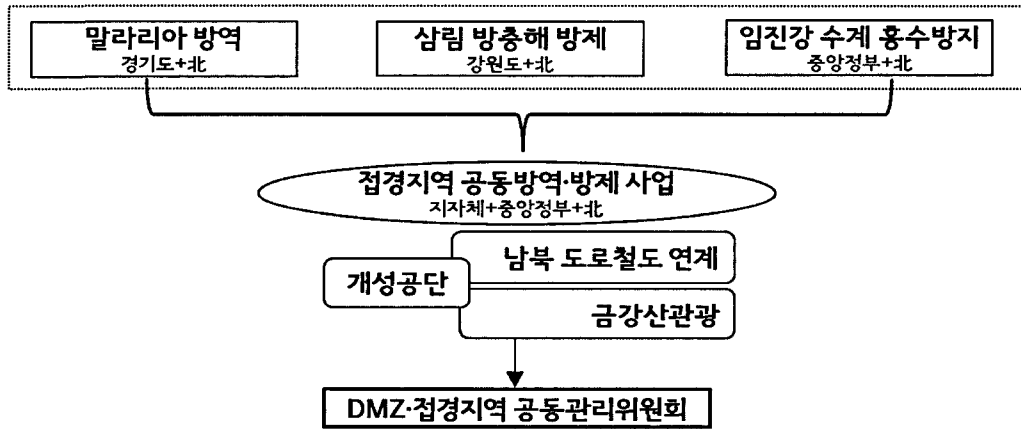 말라리아 방역
경기도+北
삼림 방충해 방제
강원도+北
임진강 수계 홍수방지
중앙정부+北
접경지역 공동방역·방제 사업
지자체+중앙정부+北
남북 도로철도 연계
개성공단
금강산관광
DMZ·접경지역 공동관리위원회